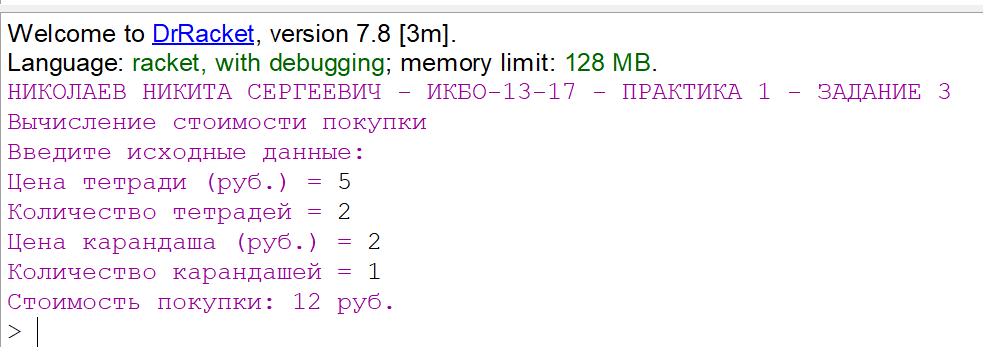 Welcome to DrRacket, version 7.8 [3m].
Language: racket, with debugging; memory limit: 128 MB.
НИКОЛАЕВ НИКИТА СЕРГЕЕВИЧ - ИКБО-13-17 - ПРАКТИКА 1 - ЗАДАНИЕ 3
Вычисление стоимости покупки
Введите исходные данные:
Цена тетради (руб.) = 5
Количество тетрадей = 2
Цена карандаша (руб.) = 2
Количество карандашей = 1
Стоимость покупки: 12 руб.
>